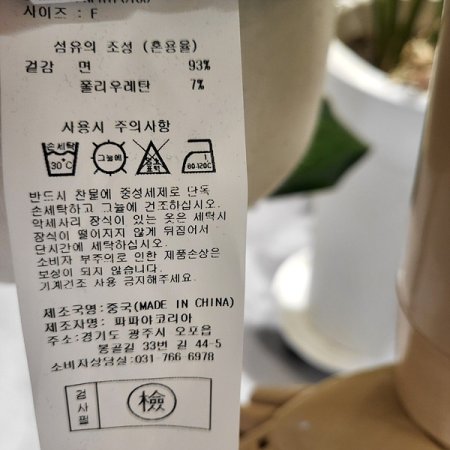 사이즈 : F
섬유의 조성 (혼용률)
겉감 면 93%
폴리우레탄 7%
사용시 주의사항
손세탁 30℃ 그늘에 염소표백 1 80-120C
반드시 찬물에 중성세제로 단독
손세탁하고 그늘에 건조하십시오.
악세사리 장식이 있는 옷은 세탁시
장식이 떨어지지 않게 뒤집어서
단시간에 세탁하십시오.
소비자 부주의로 인한 제품손상은
보상이 되지 않습니다.
기계건조 사용 금지해주세요.
제조국명:중국(MADE IN CHINA)
제조자명: 파파야코리아
주소:경기도 광주시 오포읍
봉골길 33번 길 44-5
소비자상담실:031-766-6978
검사필 檢